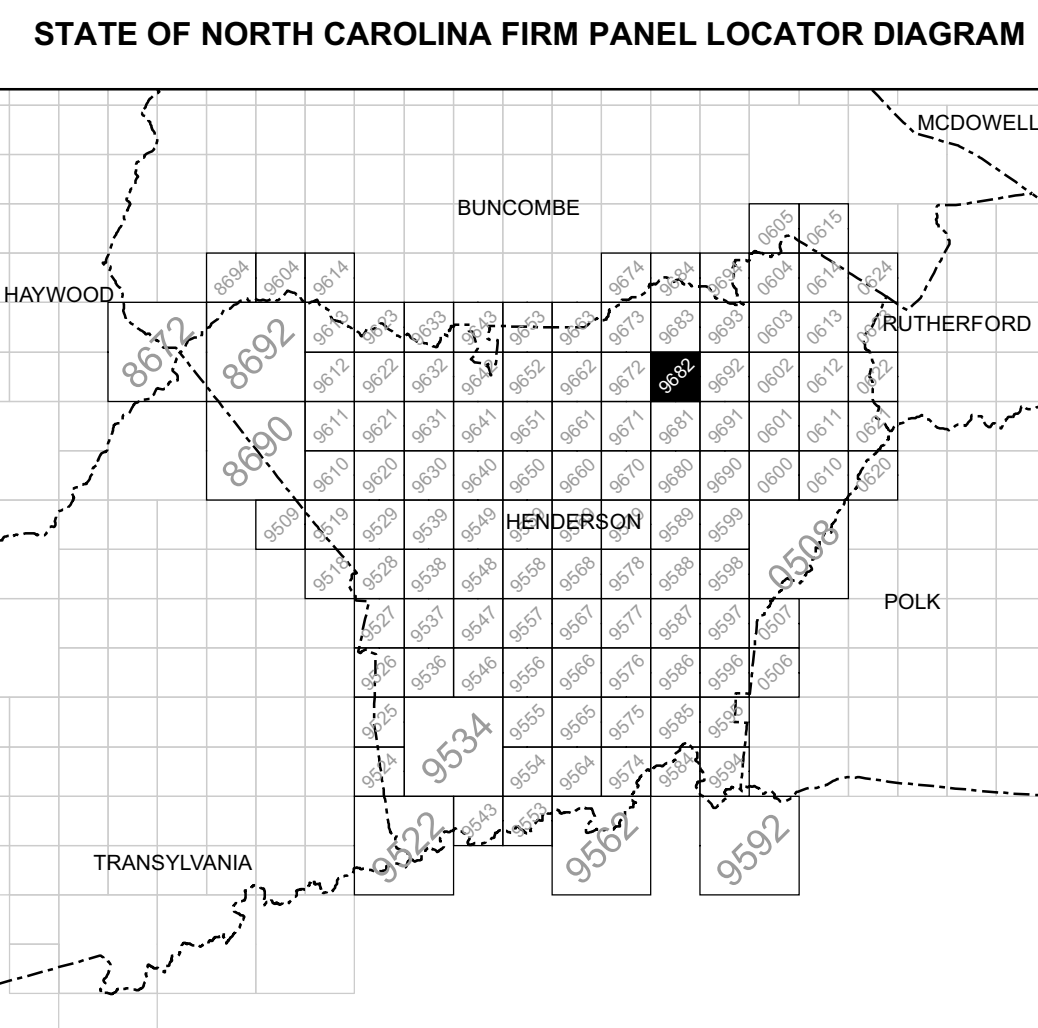 STATE OF NORTH CAROLINA FIRM PANEL LOCATOR DIAGRAM
MCDOWELL
BUNCOMBE
0605 0615
HAYWOOD
8694 9604 9614 9674 9684 9694 0604 0614 0624
8672 8692
9613 9623 9633 9643 9653 9663 9673 9683 9693 0603 0613
RUTHERFORD
9612 9622 9632 9642 9652 9662 9672 9682 9692 0602 0612 0622
8690
9611 9621 9631 9641 9651 9661 9671 9681 9691 0601 0611 0621
9610 9620 9630 9640 9650 9660 9670 9680 9690 0600 0610 0620
9509 9519 9529 9539 9549 9589 9599
HENDERSON
0508
9518 9528 9538 9548 9558 9568 9578 9588 9598
POLK
9527 9537 9547 9557 9567 9577 9587 9597 0507
9526 9536 9546 9556 9566 9576 9586 9596 0506
9525 9534 9555 9565 9575 9585 9595
9524 9554 9564 9574 9584 9594
9522 9543 9553 9562 9592
TRANSYLVANIA